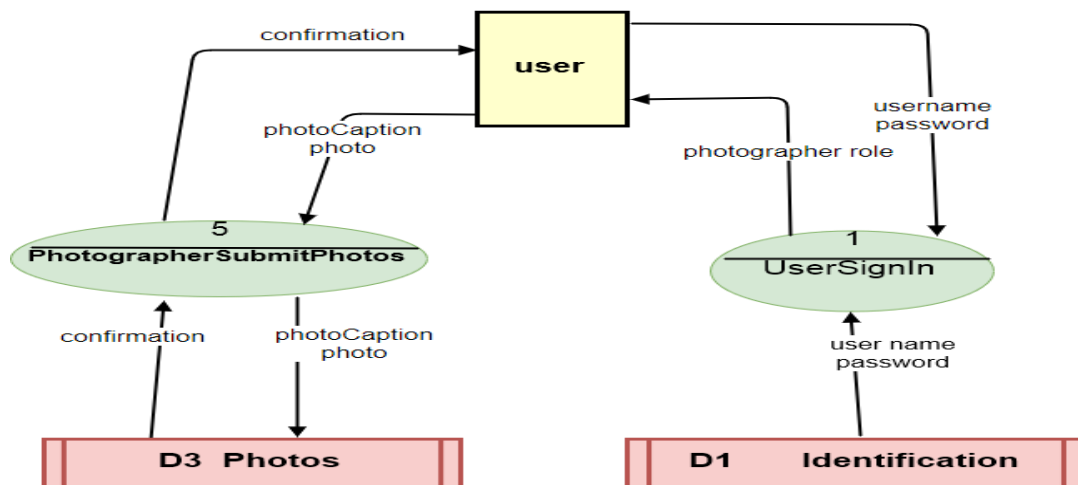 confirmation
user
username
password
photoCaption
photo
photographer role
5
PhotographerSubmitPhotos
1
UserSignIn
confirmation
photoCaption
photo
user name
password
D3 Photos
D1 Identification